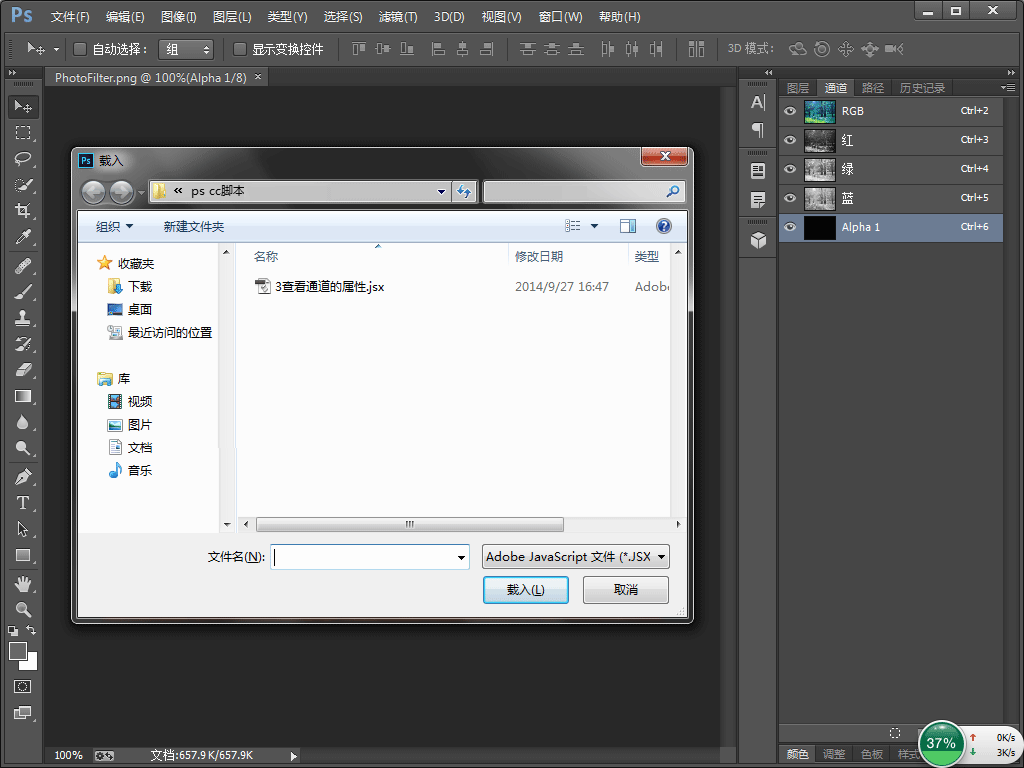 Ps 文件(F) 编辑(E) 图像(I) 图层(L) 类型(Y) 选择(S) 滤镜(T) 3D(D) 视图(V) 窗口(W) 帮助(H)
自动选择： 组 显示变换控件 3D 模式：
PhotoFilter.png @ 100%(Alpha 1/8) ×
图层 通道 路径 历史记录
RGB Ctrl+2
红 Ctrl+3
绿 Ctrl+4
蓝 Ctrl+5
Alpha 1 Ctrl+6
Ps 载入
« ps cc脚本
组织 新建文件夹
名称 修改日期 类型
3查看通道的属性.jsx 2014/9/27 16:47 Adob
收藏夹
下载
桌面
最近访问的位置
库
视频
图片
文档
音乐
文件名(N): Adobe JavaScript 文件 (*.JSX
载入(L) 取消
100% 文档:657.9K/657.9K
颜色 调整 色板 样式
37% 0K/s
3K/s